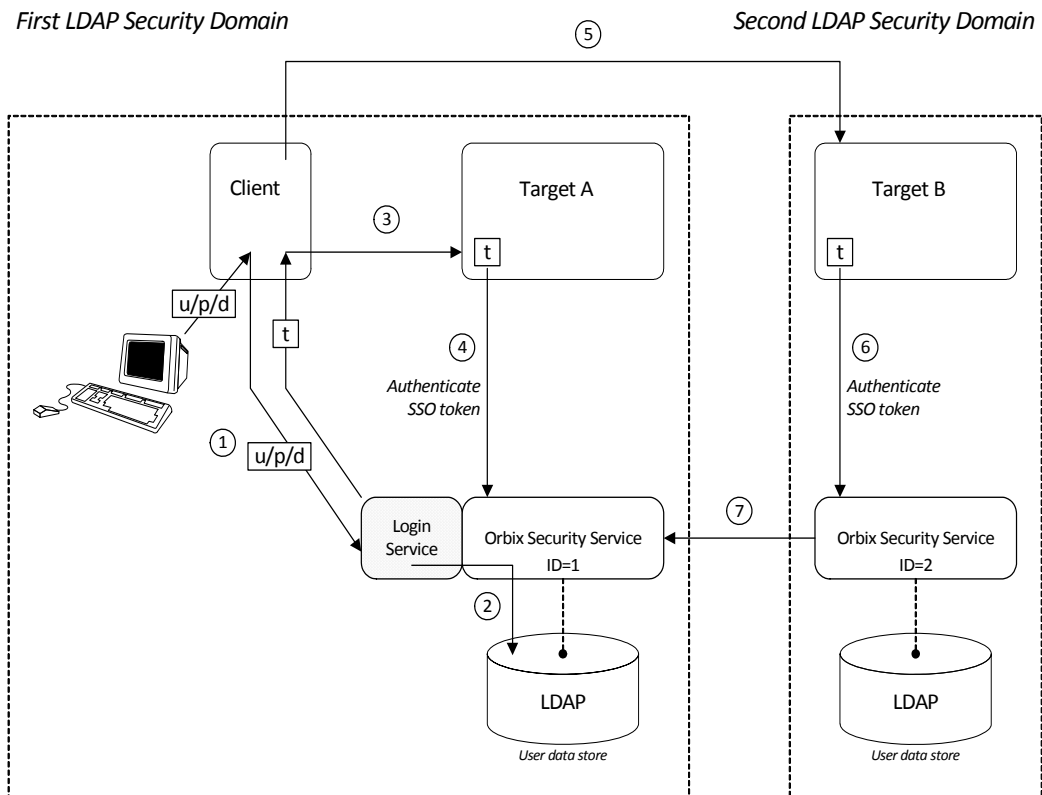 First LDAP Security Domain
Second LDAP Security Domain
5
Client
Target A
Target B
3
t
t
u/p/d
t
4
6
Authenticate
SSO token
Authenticate
SSO token
1
u/p/d
7
Login
Service
Orbix Security Service
ID=1
Orbix Security Service
ID=2
2
LDAP
LDAP
User data store
User data store